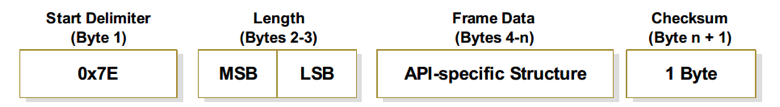 Start Delimiter
(Byte 1)
Length
(Bytes 2-3)
Frame Data
(Bytes 4-n)
Checksum
(Byte n + 1)
0x7E
MSB
LSB
API-specific Structure
1 Byte